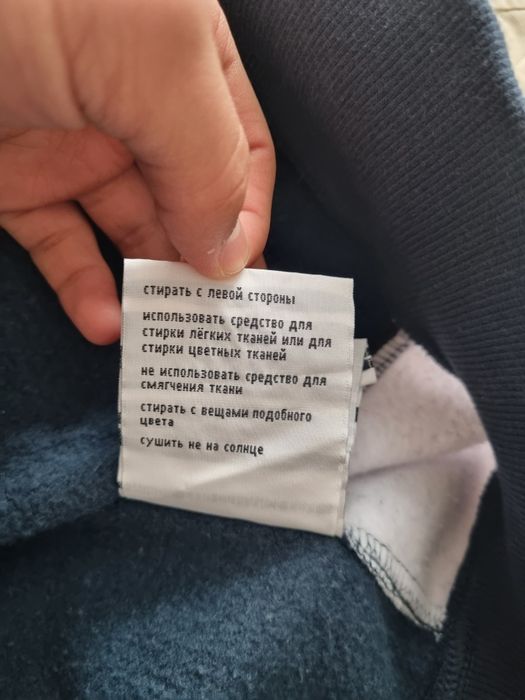 стирать с левой стороны
использовать средство для
стирки лёгких тканей или для
стирки цветных тканей
не использовать средство для
смягчения ткани
стирать с вещами подобного
цвета
сушить не на солнце